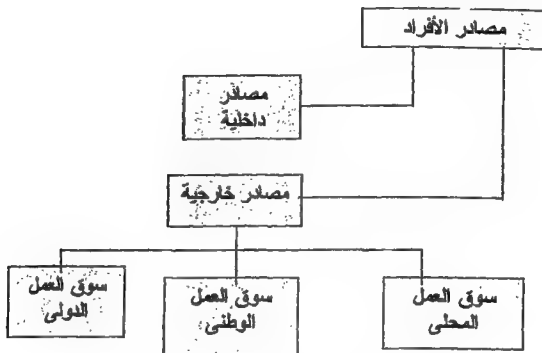 مصادر الأفراد
مصادر
داخلية
مصادر خارجية
سوق العمل
المحلى
سوق العمل
الوطنى
سوق العمل
الدولى